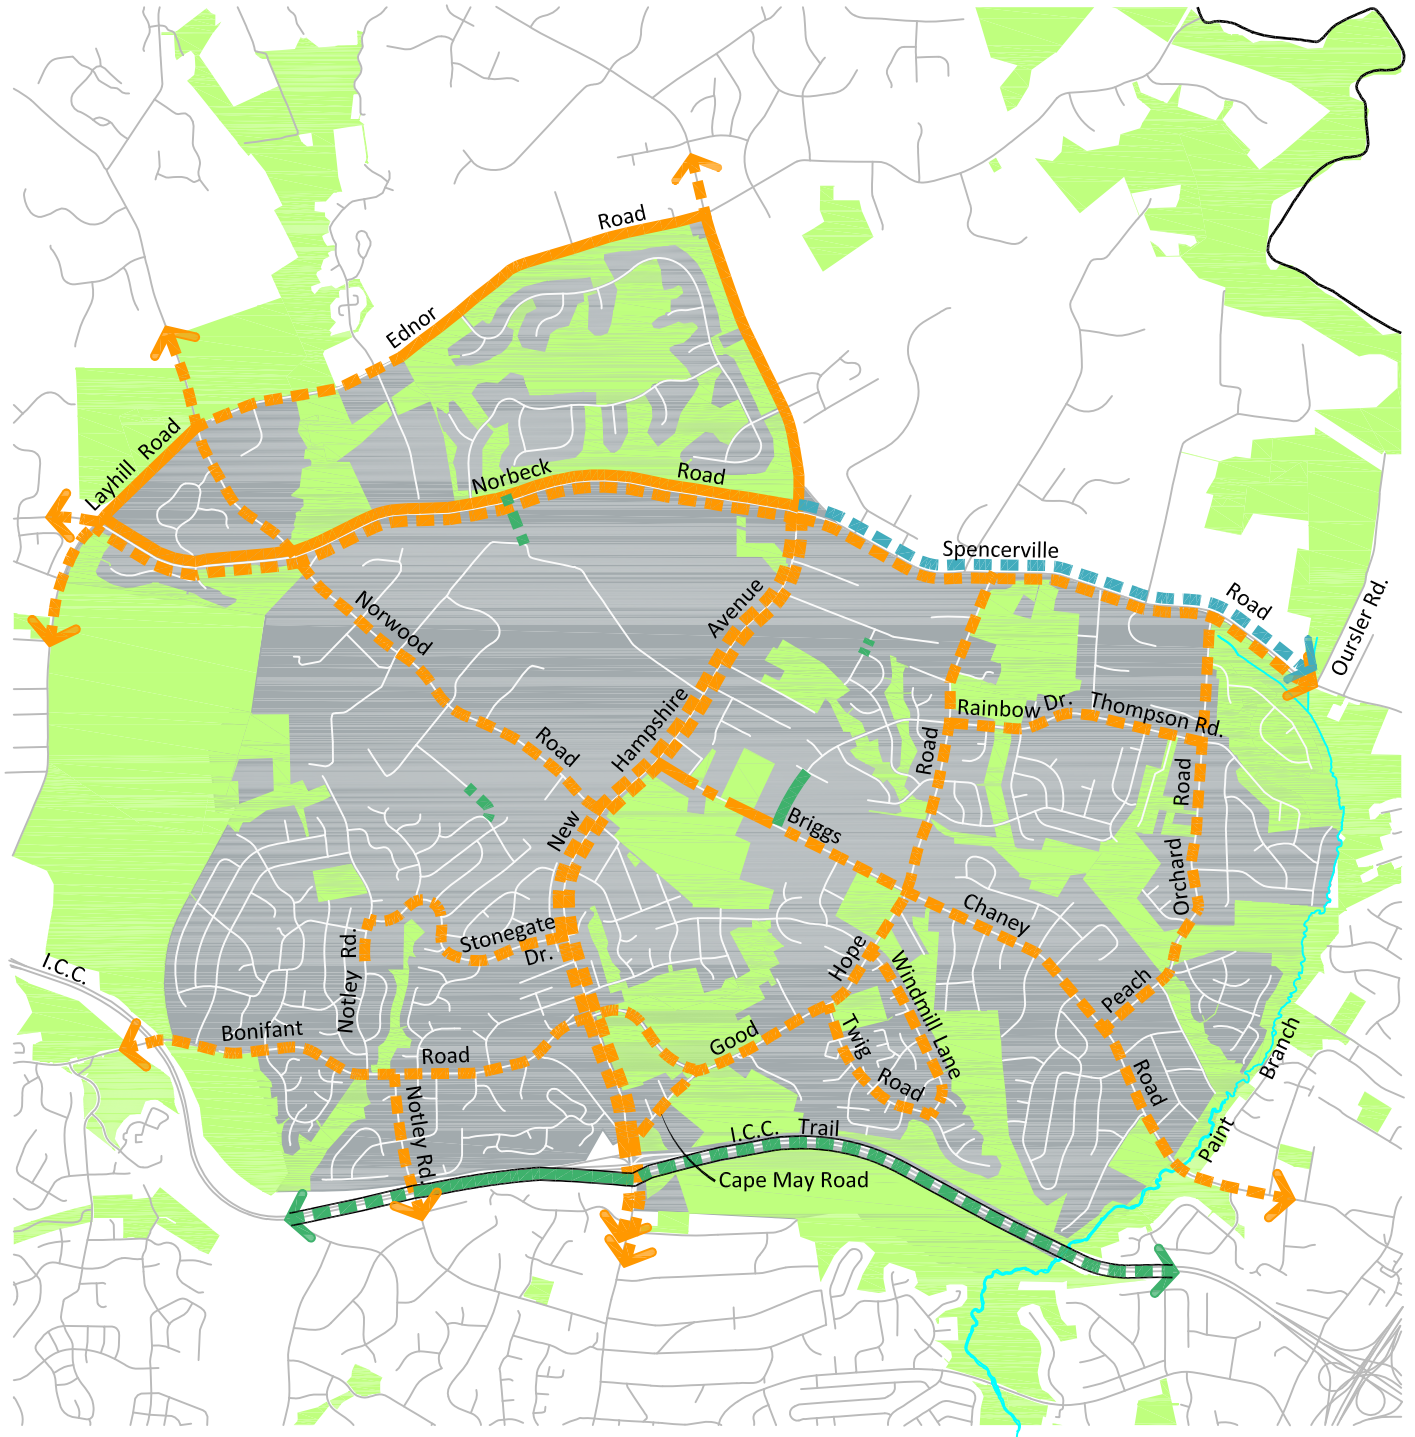 Road
Ednor
Layhill Road
Norbeck
Road
Spencerville
Road
Oursler Rd.
Norwood
Road
Avenue
Hampshire
New
Rainbow Dr.
Thompson Rd.
Road
Road
Orchard
Peach
Briggs
Chaney
Road
Stonegate
Dr.
Notley Rd.
Hope
Windmill Lane
Good
Twig
Road
I.C.C.
Bonifant
Road
Notley Rd.
I.C.C. Trail
Cape May Road
Paint
Branch